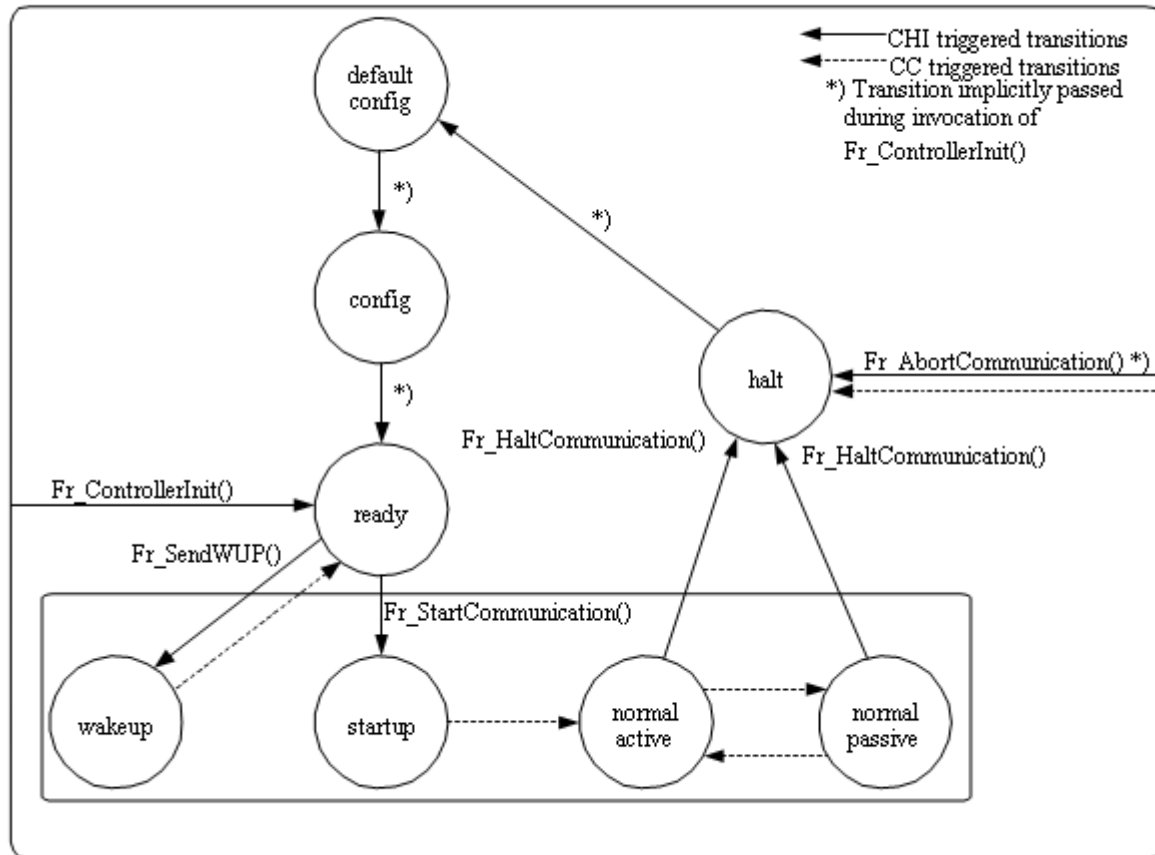 default
config
CHI triggered transitions
CC triggered transitions
*) Transition implicitly passed
during invocation of
Fr_ControllerInit()
*)
*)
config
halt
Fr_AbortCommunication() *)
*)
Fr_HaltCommunication()
Fr_HaltCommunication()
Fr_ControllerInit()
ready
Fr_SendWUP()
Fr_StartCommunication()
wakeup
startup
normal
active
normal
passive